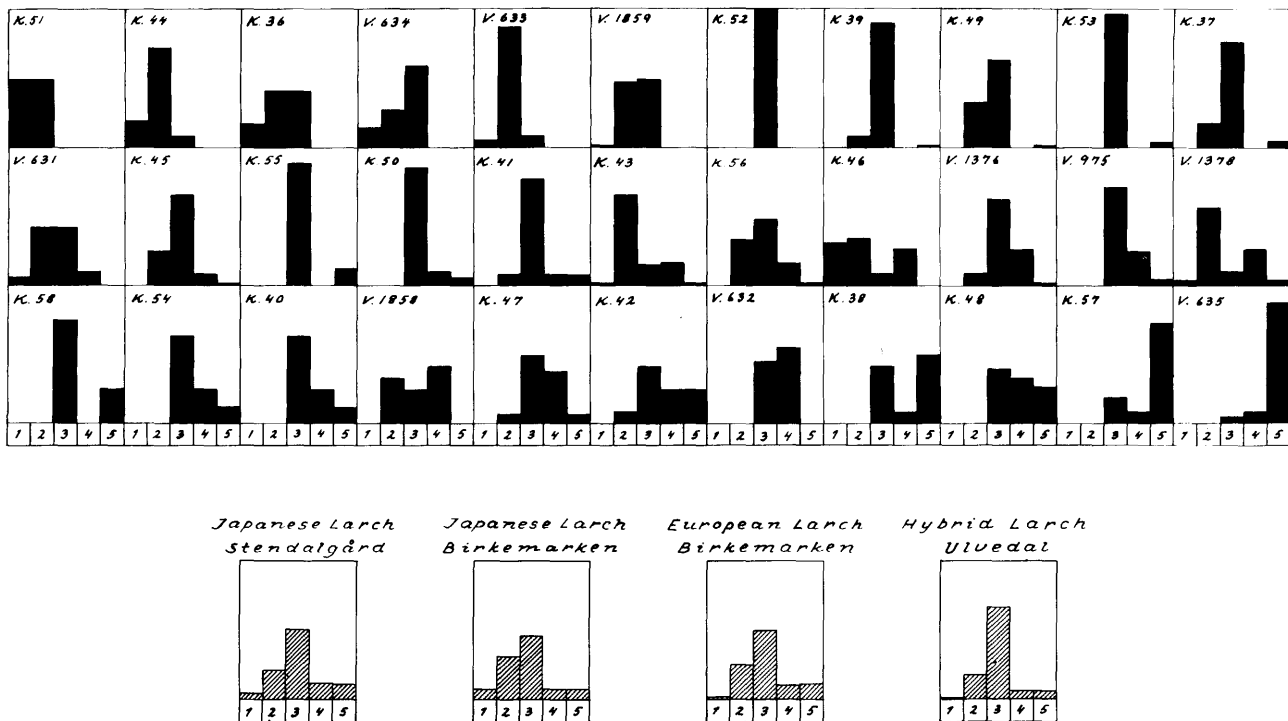 K.51 K.44 K.36 V.634 V.633 V.1859 K.52 K.39 K.49 K.53 K.37
V.631 K.45 K.55 K.50 K.41 K.43 K.56 K.46 V.1376 V.975 V.1378
K.58 K.54 K.40 V.1858 K.47 K.42 V.632 K.38 K.48 K.57 V.635
1 2 3 4 5 1 2 3 4 5 1 2 3 4 5 1 2 3 4 5 1 2 3 4 5 1 2 3 4 5 1 2 3 4 5 1 2 3 4 5 1 2 3 4 5 1 2 3 4 5 1 2 3 4 5
Japanese Larch Japanese Larch European Larch Hybrid Larch
Stendalgård Birkemarken Birkemarken Ulvedal
1 2 3 4 5 1 2 3 4 5 1 2 3 4 5 1 2 3 4 5